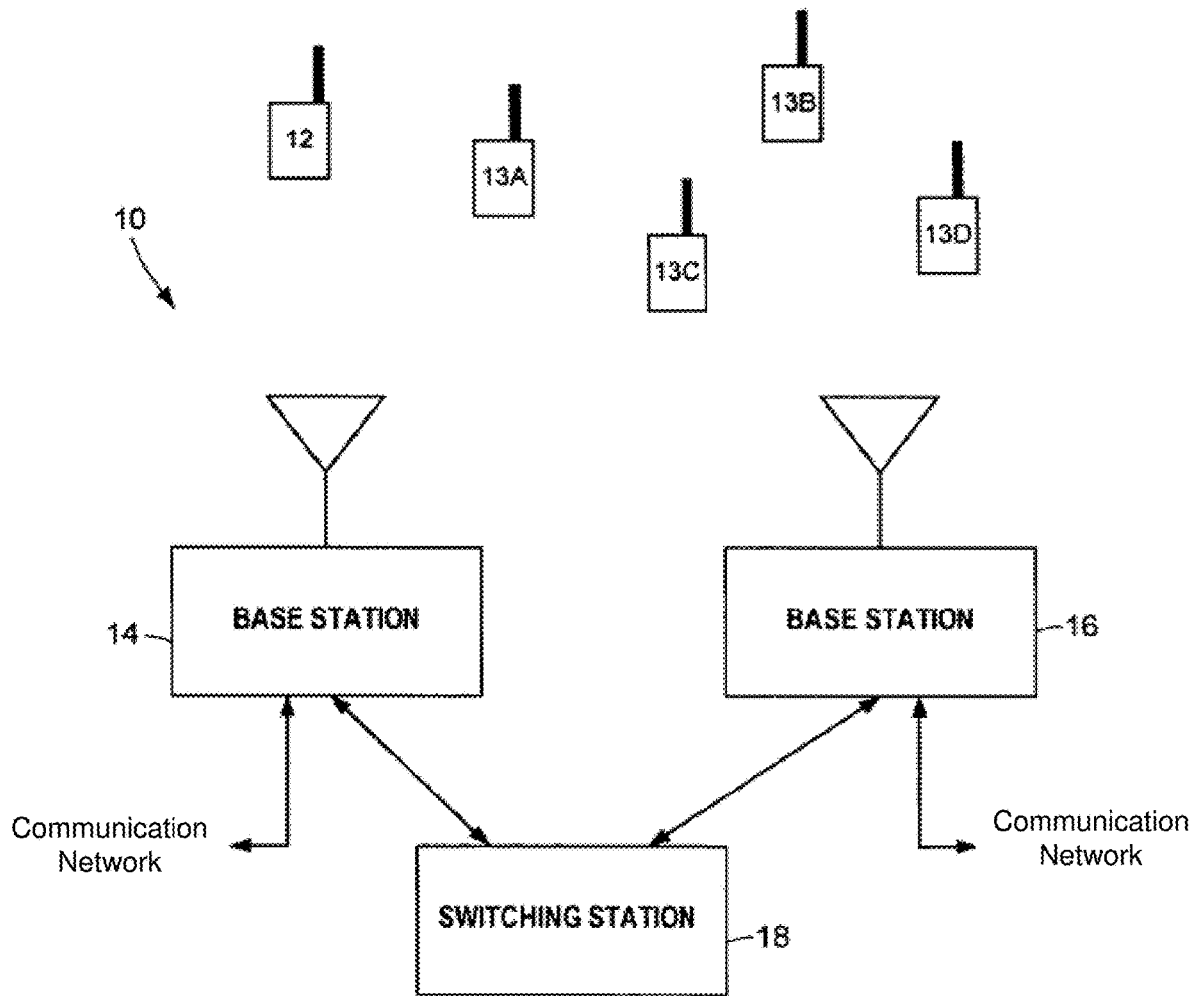 13B
12
13A
13D
10
13C
BASE STATION
14
BASE STATION
16
Communication
Network
Communication
Network
SWITCHING STATION
18